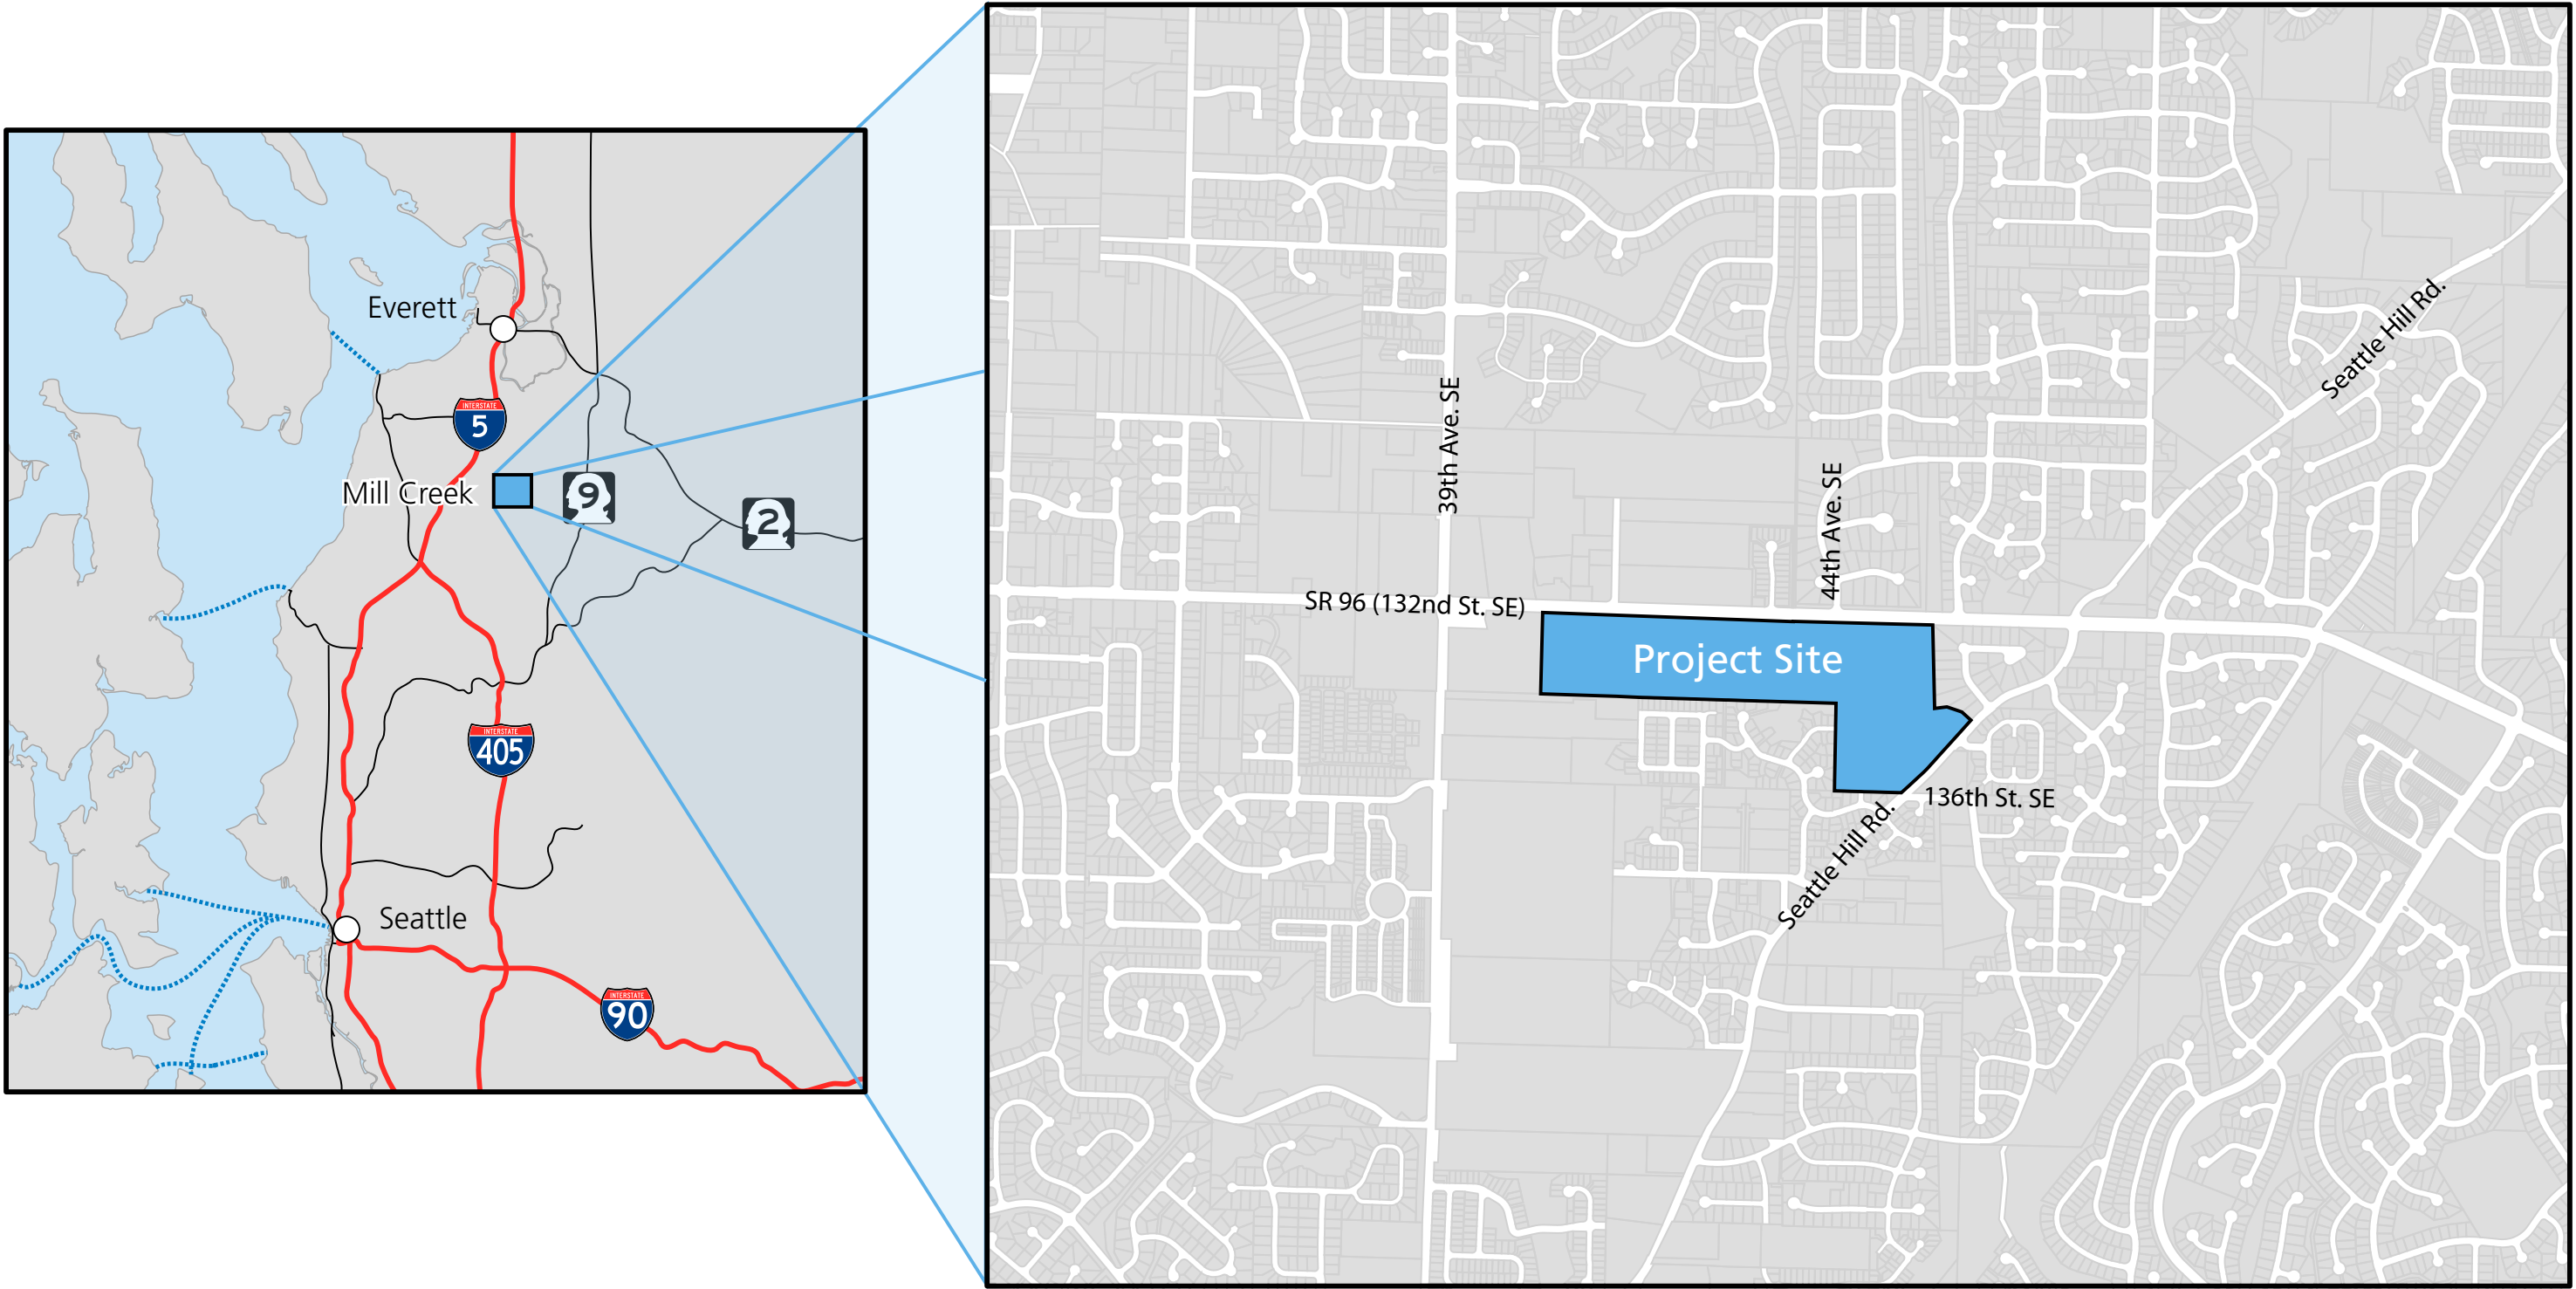 Everett
INTERSTATE
5
Mill Creek
9
2
INTERSTATE
405
Seattle
INTERSTATE
90
39th Ave. SE
44th Ave. SE
Seattle Hill Rd.
SR 96 (132nd St. SE)
Project Site
136th St. SE
Seattle Hill Rd.